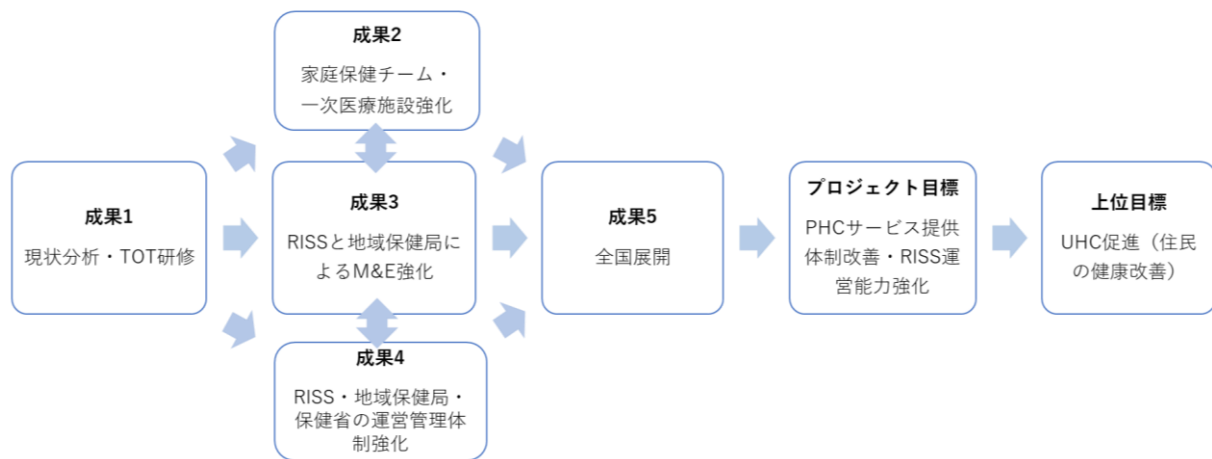 成果2
家庭保健チーム・
一次医療施設強化
成果1
現状分析・TOT研修
成果3
RISSと地域保健局に
よるM&E強化
成果4
RISS・地域保健局・
保健省の運営管理体
制強化
成果5
全国展開
プロジェクト目標
PHCサービス提供
体制改善・RISS運
営能力強化
上位目標
UHC促進（住民
の健康改善）